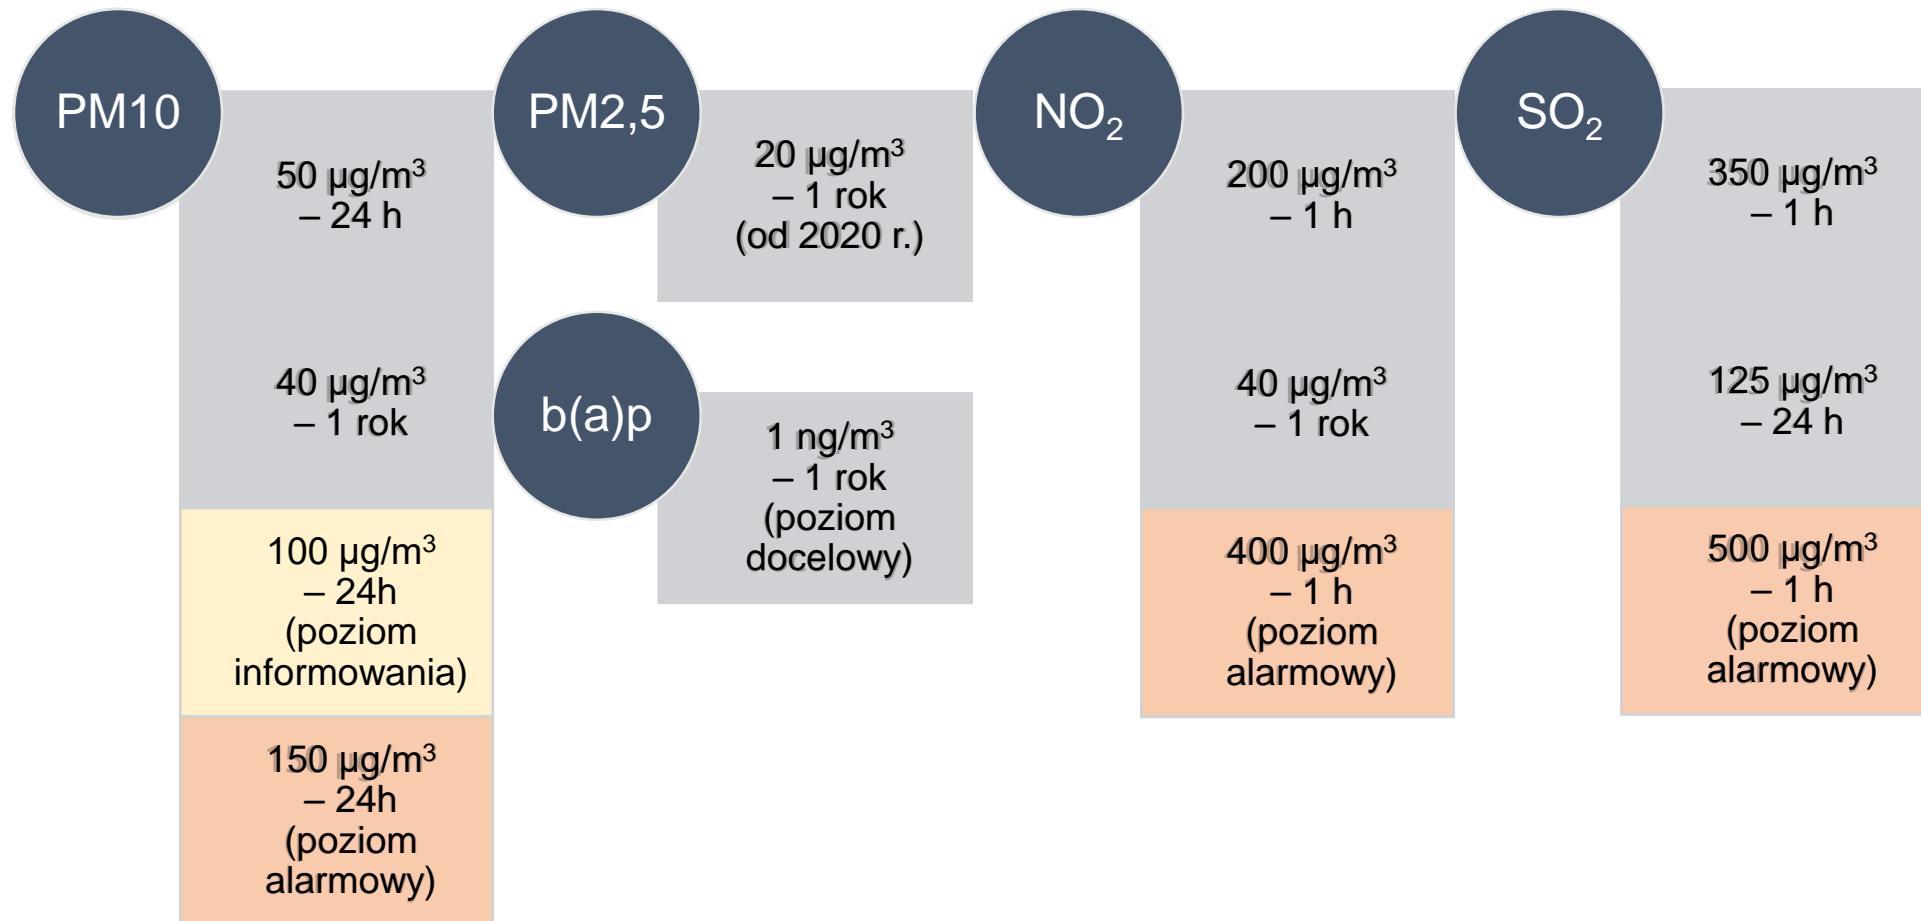 PM10
50 µg/m³
– 24 h
40 µg/m³
– 1 rok
100 µg/m³
– 24h
(poziom
informowania)
150 µg/m³
– 24h
(poziom
alarmowy)
PM2,5
20 µg/m³
– 1 rok
(od 2020 r.)
b(a)p
1 ng/m³
– 1 rok
(poziom
docelowy)
NO₂
200 µg/m³
– 1 h
40 µg/m³
– 1 rok
400 µg/m³
– 1 h
(poziom
alarmowy)
SO₂
350 µg/m³
– 1 h
125 µg/m³
– 24 h
500 µg/m³
– 1 h
(poziom
alarmowy)